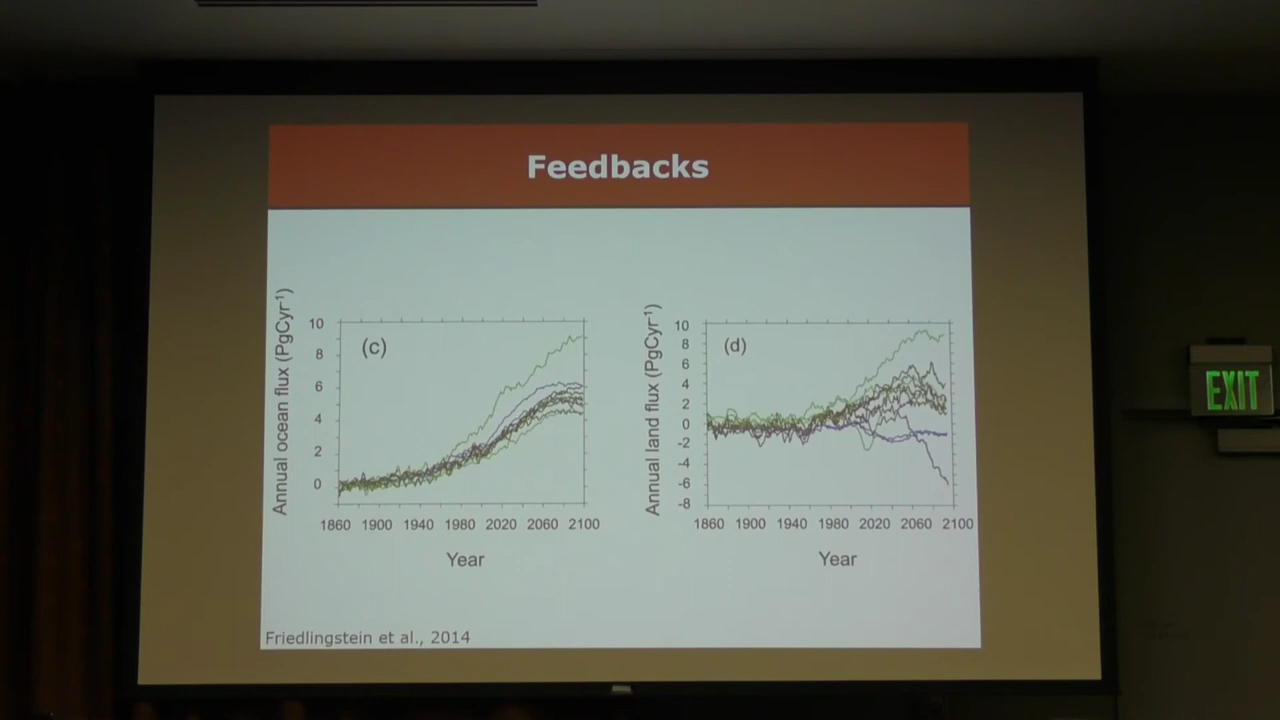 Feedbacks
Annual ocean flux (PgCyr⁻¹)
(c)
10
8
6
4
2
0
1860 1900 1940 1980 2020 2060 2100
Year
Annual land flux (PgCyr⁻¹)
(d)
10
8
6
4
2
0
-2
-4
-6
-8
1860 1900 1940 1980 2020 2060 2100
Year
Friedlingstein et al., 2014
EXIT